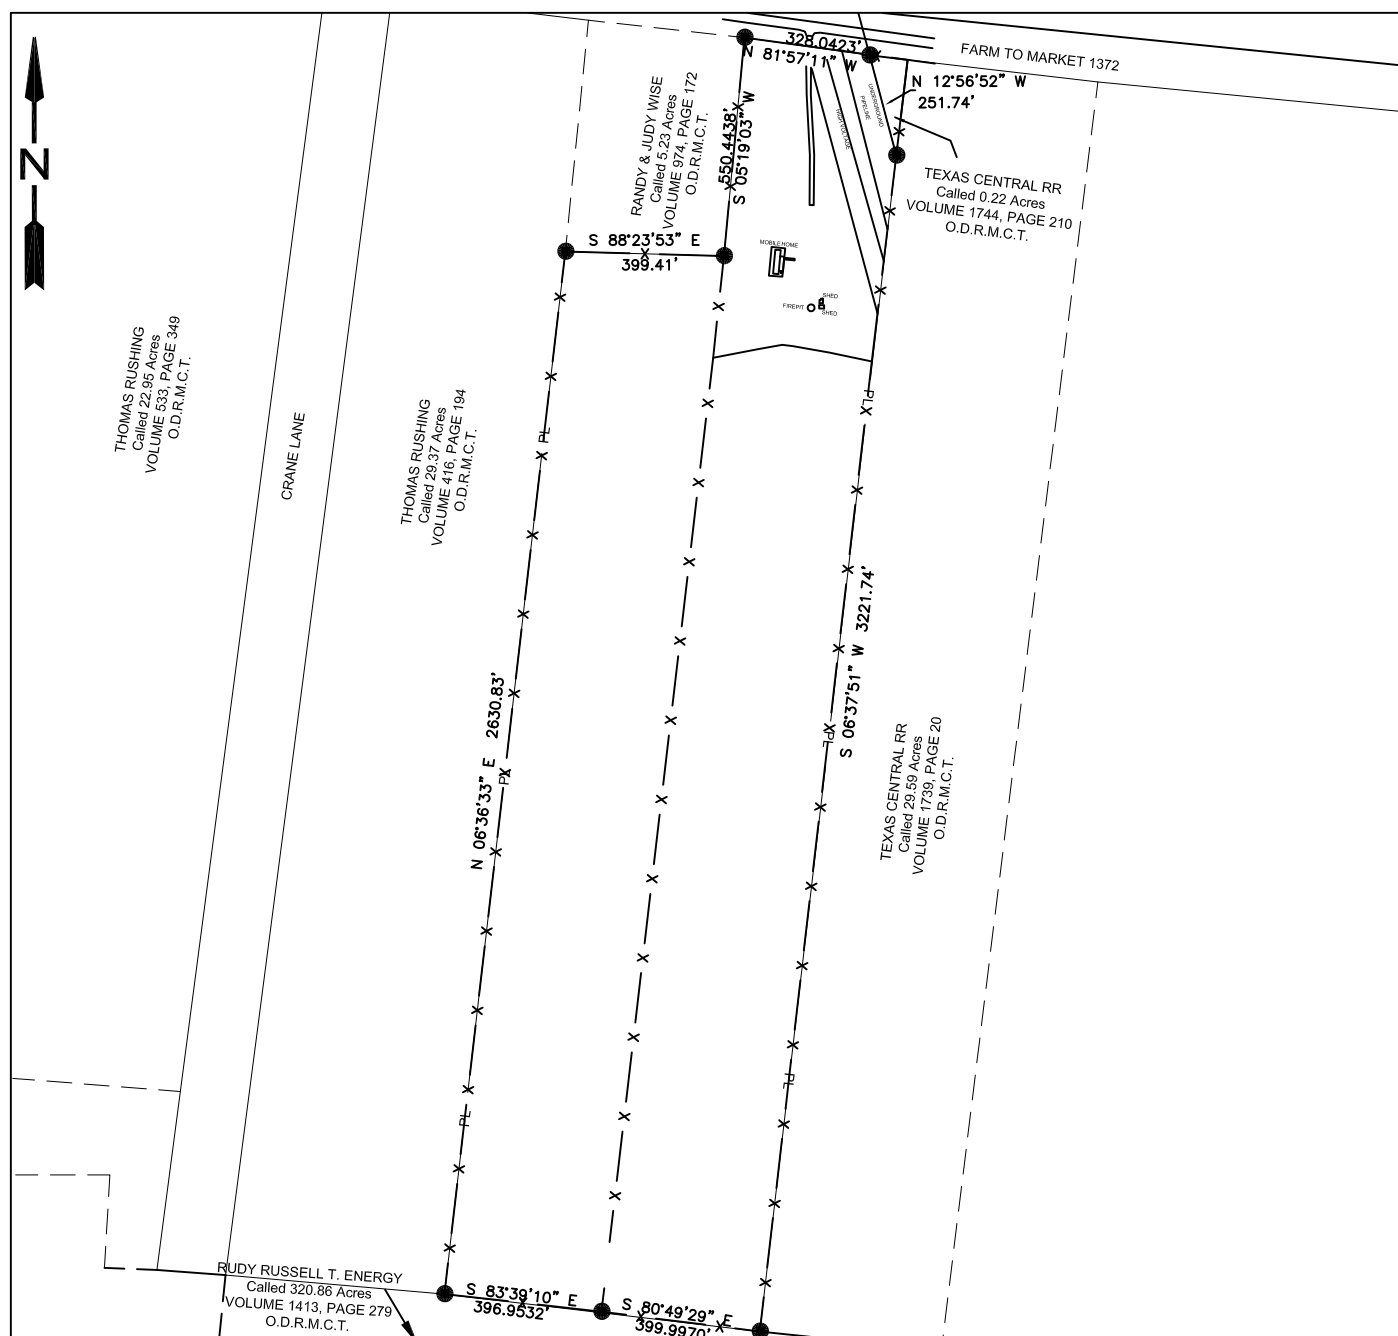 N
328.0423'
N 81°57'11" W
FARM TO MARKET 1372
N 12°56'52" W
251.74'
UNDERGROUND
PIPELINE
HIGH VOLTAGE
RANDY & JUDY WISE
Called 5.23 Acres
VOLUME 974, PAGE 172
O.D.R.M.C.T.
550.4438'
S 05°19'03" W
TEXAS CENTRAL RR
Called 0.22 Acres
VOLUME 1744, PAGE 210
O.D.R.M.C.T.
S 88°23'53" E
399.41'
MOBILE HOME
SHED
FIREPIT
SHED
THOMAS RUSHING
Called 22.95 Acres
VOLUME 533, PAGE 349
O.D.R.M.C.T.
CRANE LANE
THOMAS RUSHING
Called 29.37 Acres
VOLUME 416, PAGE 194
O.D.R.M.C.T.
PL
PL
N 06°36'33" E 2630.83'
PL
PL
S 06°37'51" W 3221.74'
PL
PL
TEXAS CENTRAL RR
Called 29.59 Acres
VOLUME 1739, PAGE 20
O.D.R.M.C.T.
RUDY RUSSELL T. ENERGY
Called 320.86 Acres
VOLUME 1413, PAGE 279
O.D.R.M.C.T.
S 83°39'10" E
396.9532'
S 80°49'29" E
399.9970'